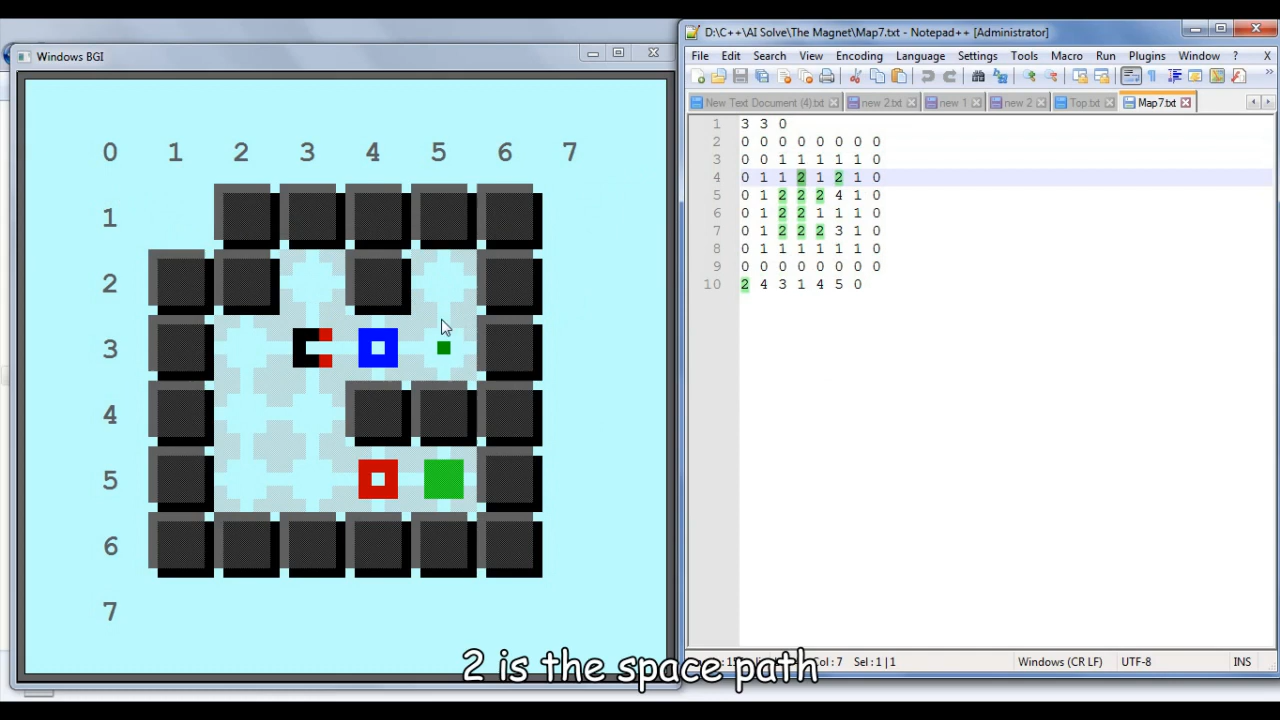 Windows BGI
0 1 2 3 4 5 6 7
1
2
3
4
5
6
7
D:\C++\AI Solve\The Magnet\Map7.txt - Notepad++ [Administrator]
File Edit Search View Encoding Language Settings Tools Macro Run Plugins Window ? X
New Text Document (4).txt new 2.txt new 1 new 2 Top.txt Map7.txt
1 3 3 0
2 0 0 0 0 0 0 0 0
3 0 0 1 1 1 1 1 0
4 0 1 1 2 1 2 1 0
5 0 1 2 2 2 4 1 0
6 0 1 2 2 1 1 1 0
7 0 1 2 2 2 3 1 0
8 0 1 1 1 1 1 1 0
9 0 0 0 0 0 0 0 0
10 2 4 3 1 4 5 0
Col : 7 Sel : 1 | 1 Windows (CR LF) UTF-8 INS
2 is the space path